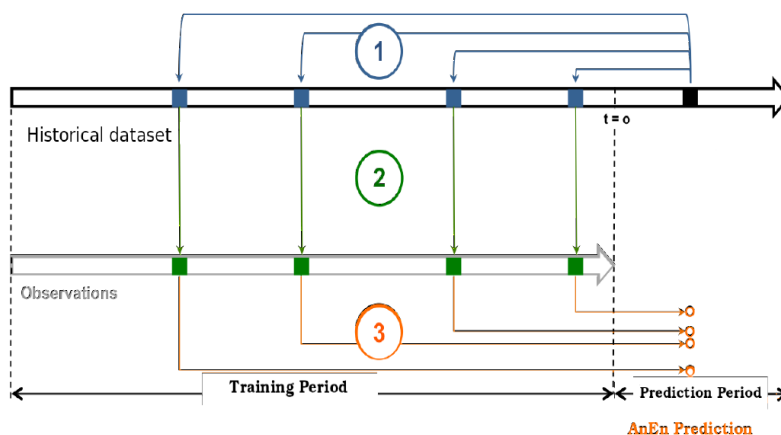 1
t = o
Historical dataset
2
Observations
3
Training Period
Prediction Period
AnEn Prediction